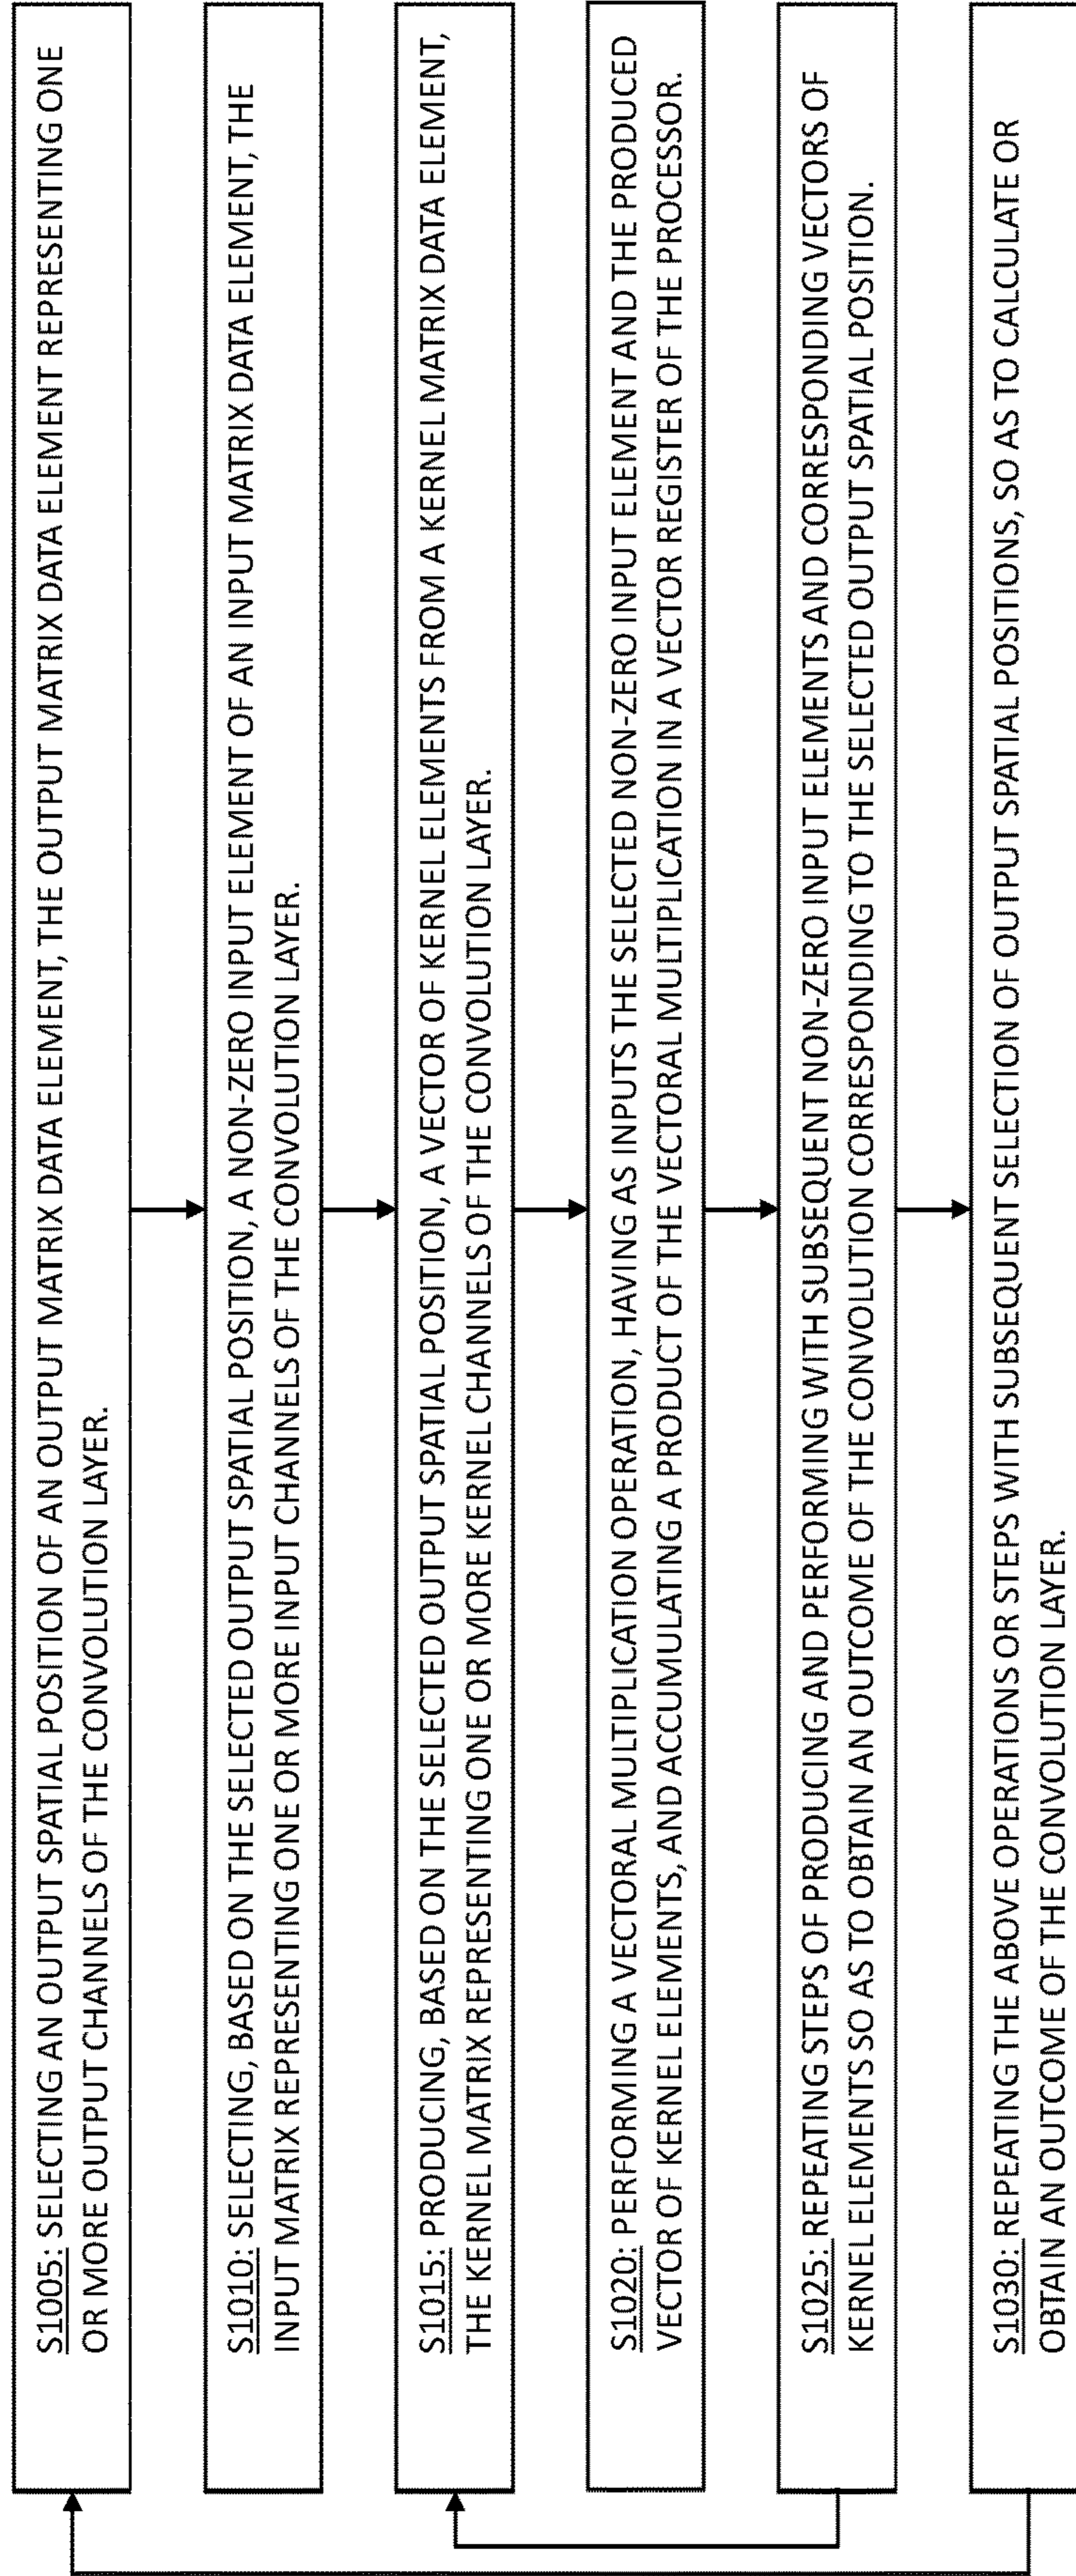 S1005: SELECTING AN OUTPUT SPATIAL POSITION OF AN OUTPUT MATRIX DATA ELEMENT, THE OUTPUT MATRIX DATA ELEMENT REPRESENTING ONE
OR MORE OUTPUT CHANNELS OF THE CONVOLUTION LAYER.
S1010: SELECTING, BASED ON THE SELECTED OUTPUT SPATIAL POSITION, A NON-ZERO INPUT ELEMENT OF AN INPUT MATRIX DATA ELEMENT, THE
INPUT MATRIX REPRESENTING ONE OR MORE INPUT CHANNELS OF THE CONVOLUTION LAYER.
S1015: PRODUCING, BASED ON THE SELECTED OUTPUT SPATIAL POSITION, A VECTOR OF KERNEL ELEMENTS FROM A KERNEL MATRIX DATA ELEMENT,
THE KERNEL MATRIX REPRESENTING ONE OR MORE KERNEL CHANNELS OF THE CONVOLUTION LAYER.
S1020: PERFORMING A VECTORAL MULTIPLICATION OPERATION, HAVING AS INPUTS THE SELECTED NON-ZERO INPUT ELEMENT AND THE PRODUCED
VECTOR OF KERNEL ELEMENTS, AND ACCUMULATING A PRODUCT OF THE VECTORAL MULTIPLICATION IN A VECTOR REGISTER OF THE PROCESSOR.
S1025: REPEATING STEPS OF PRODUCING AND PERFORMING WITH SUBSEQUENT NON-ZERO INPUT ELEMENTS AND CORRESPONDING VECTORS OF
KERNEL ELEMENTS SO AS TO OBTAIN AN OUTCOME OF THE CONVOLUTION CORRESPONDING TO THE SELECTED OUTPUT SPATIAL POSITION.
S1030: REPEATING THE ABOVE OPERATIONS OR STEPS WITH SUBSEQUENT SELECTION OF OUTPUT SPATIAL POSITIONS, SO AS TO CALCULATE OR
OBTAIN AN OUTCOME OF THE CONVOLUTION LAYER.